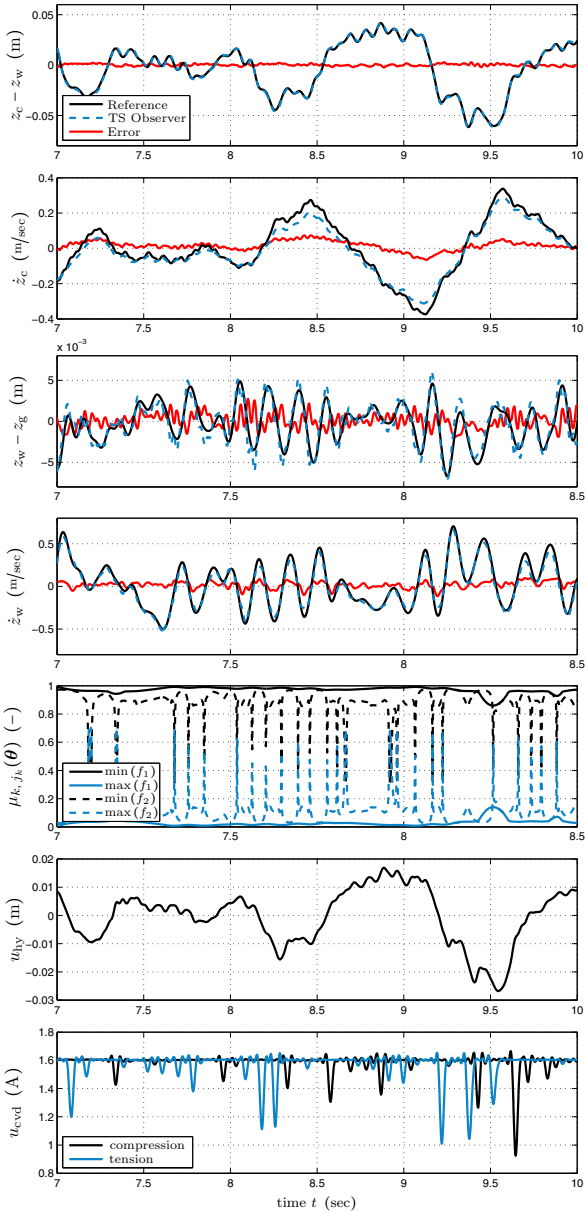 0.05
0
−0.05
z_c − z_w (m)
Reference
TS Observer
Error
7 7.5 8 8.5 9 9.5 10
0.4
0.2
0
−0.2
−0.4
ż_c (m/sec)
7 7.5 8 8.5 9 9.5 10
x 10^−3
5
0
−5
z_w − z_g (m)
7 7.5 8 8.5
0.5
0
−0.5
ż_w (m/sec)
7 7.5 8 8.5
1
0.8
0.6
0.4
0.2
0
μ_{k, j_k}(θ) (−)
min (f_1)
max (f_1)
min (f_2)
max (f_2)
7 7.5 8 8.5
0.02
0.01
0
−0.01
−0.02
−0.03
u_hy (m)
7 7.5 8 8.5 9 9.5 10
1.8
1.6
1.4
1.2
1
0.8
u_cvd (A)
compression
tension
7 7.5 8 8.5 9 9.5 10
time t (sec)